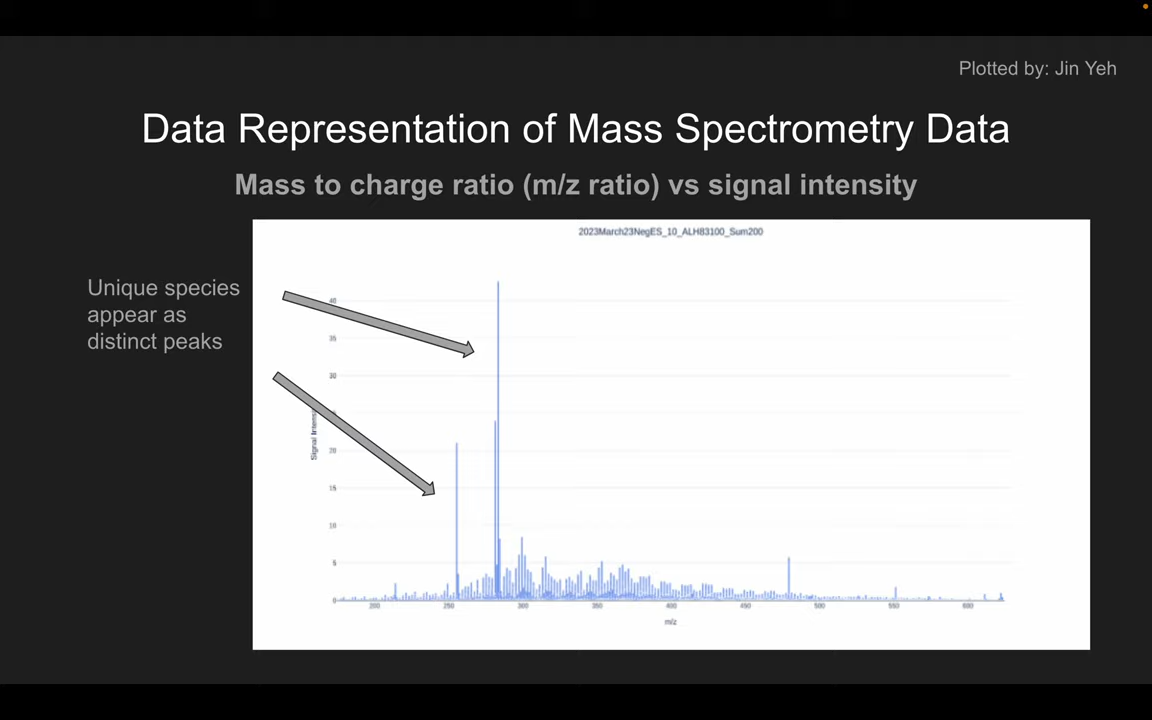 Plotted by: Jin Yeh
Data Representation of Mass Spectrometry Data
Mass to charge ratio (m/z ratio) vs signal intensity
2023March23NegES_10_ALH83100_Sum200
Unique species
appear as
distinct peaks
40
35
30
20
15
10
5
0
Signal
200
250
300
350
400
450
500
550
600
m/z